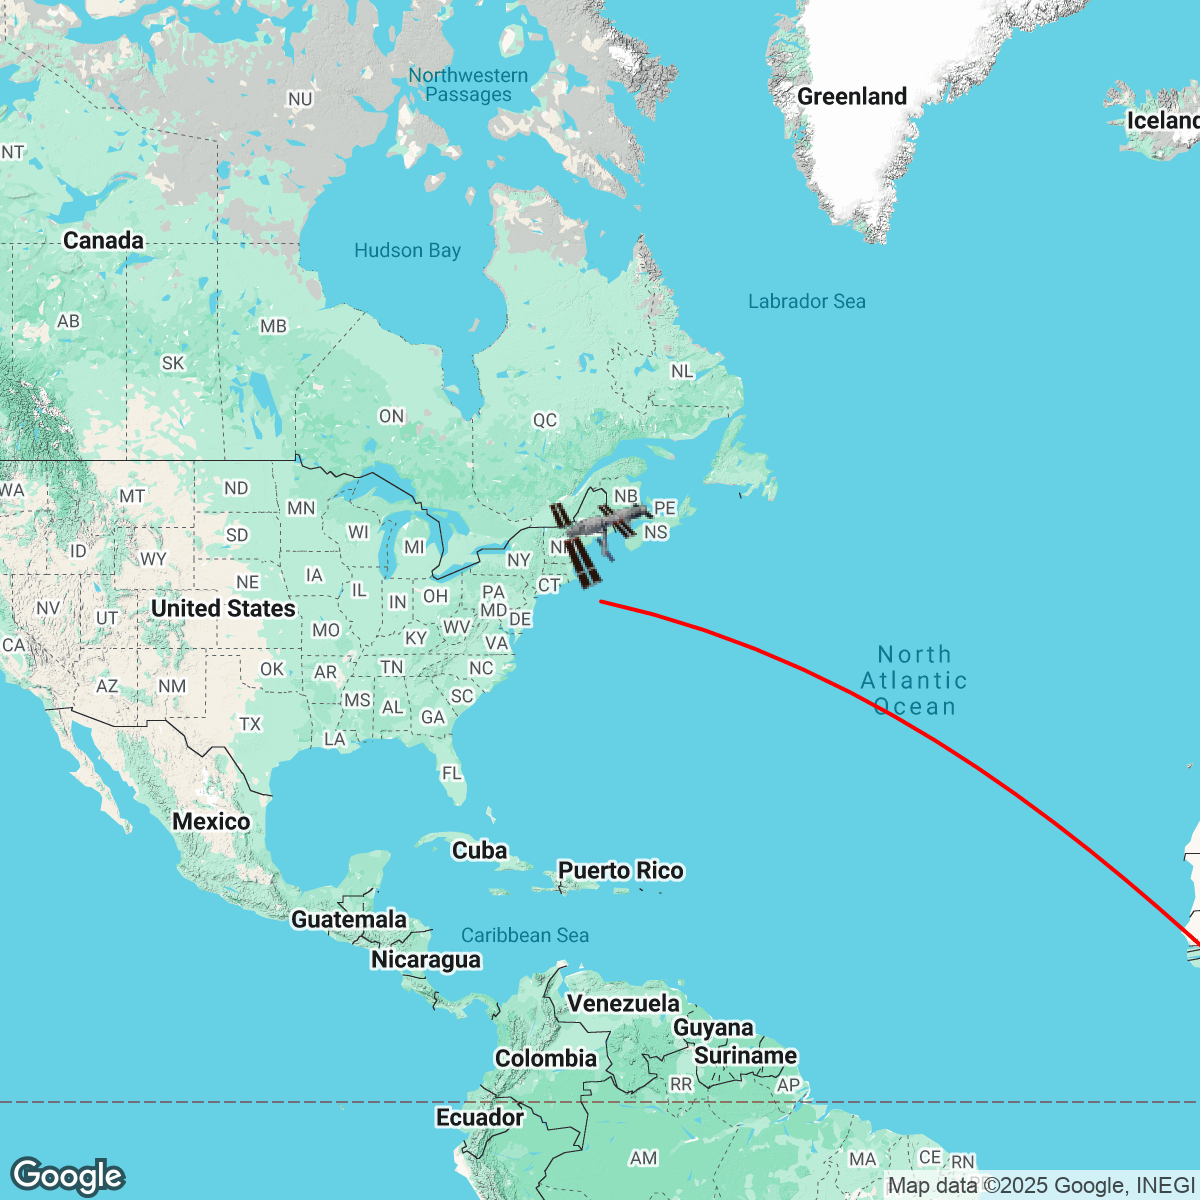 Northwestern
Passages
NU
Greenland
Iceland
NT
Canada
Hudson Bay
Labrador Sea
AB
MB
SK
NL
ON
QC
WA
MT
ND
MN
NB
PE
WI
NS
SD
MI
ID
WY
NY
IA
NE
IL
OH
PA
CT
IN
NV
UT
United States
MD
DE
CA
MO
WV
KY
VA
North
Atlantic
Ocean
OK
AR
TN
NC
AZ
NM
MS
AL
SC
TX
GA
LA
FL
Mexico
Cuba
Puerto Rico
Guatemala
Caribbean Sea
Nicaragua
Venezuela
Guyana
Colombia
Suriname
RR
AP
Ecuador
AM
MA
CE
RN
Google
Map data ©2025 Google, INEGI